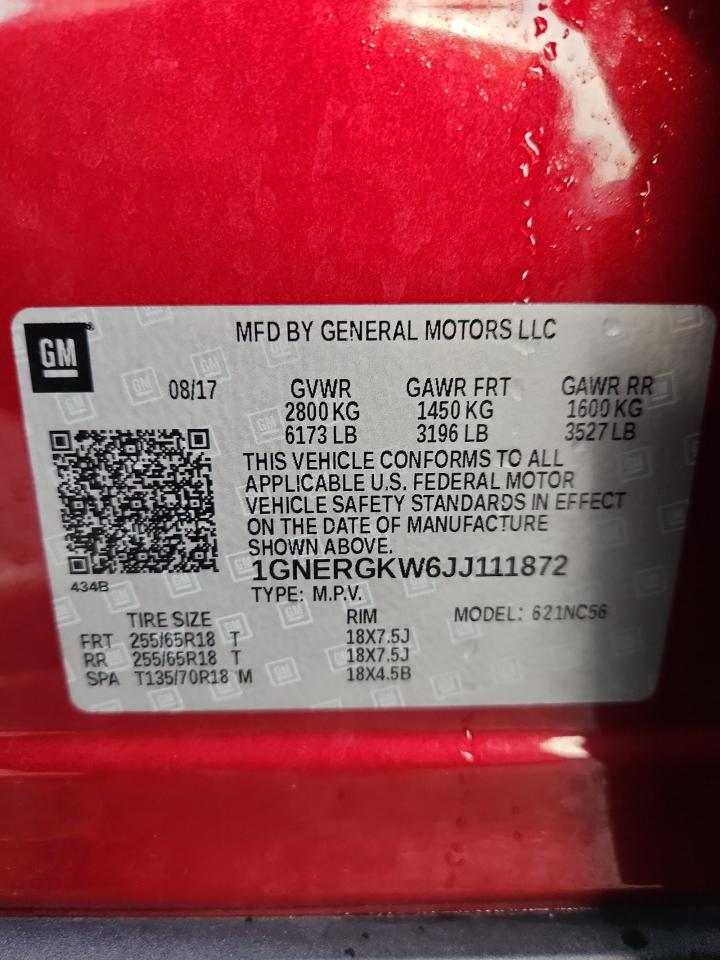 GM
MFD BY GENERAL MOTORS LLC
08/17 GVWR GAWR FRT GAWR RR
2800 KG 1450 KG 1600 KG
6173 LB 3196 LB 3527 LB
THIS VEHICLE CONFORMS TO ALL
APPLICABLE U.S. FEDERAL MOTOR
VEHICLE SAFETY STANDARDS IN EFFECT
ON THE DATE OF MANUFACTURE
SHOWN ABOVE.
434B
1GNERGKW6JJ111872
TYPE: M.P.V.
TIRE SIZE RIM MODEL: 621NC56
FRT 255/65R18 T 18X7.5J
RR 255/65R18 T 18X7.5J
SPA T135/70R18 M 18X4.5B